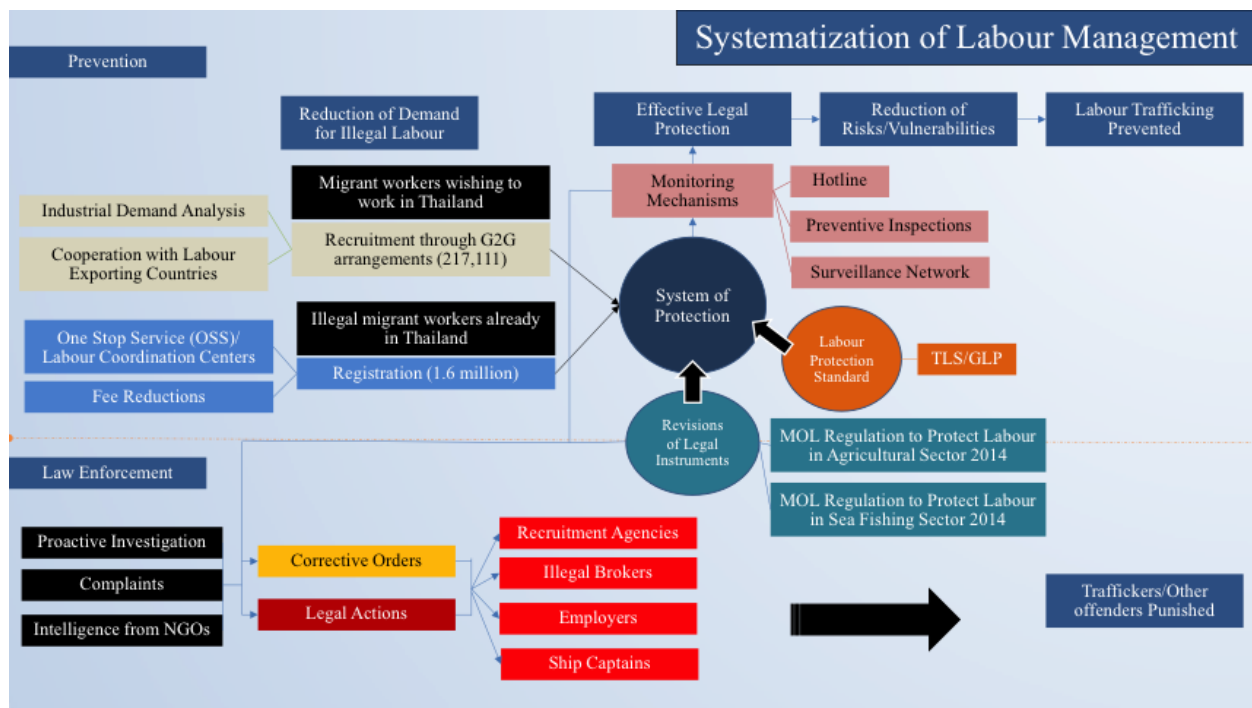 Systematization of Labour Management
Prevention
Reduction of Demand
for Illegal Labour
Effective Legal
Protection
Reduction of
Risks/Vulnerabilities
Labour Trafficking
Prevented
Migrant workers wishing to
work in Thailand
Monitoring
Mechanisms
Hotline
Preventive Inspections
Surveillance Network
Industrial Demand Analysis
Cooperation with Labour
Exporting Countries
Recruitment through G2G
arrangements (217,111)
System of
Protection
Illegal migrant workers already
in Thailand
One Stop Service (OSS)/
Labour Coordination Centers
Fee Reductions
Registration (1.6 million)
Labour
Protection
Standard
TLS/GLP
Revisions
of Legal
Instruments
MOL Regulation to Protect Labour
in Agricultural Sector 2014
MOL Regulation to Protect Labour
in Sea Fishing Sector 2014
Law Enforcement
Proactive Investigation
Complaints
Intelligence from NGOs
Corrective Orders
Legal Actions
Recruitment Agencies
Illegal Brokers
Employers
Ship Captains
Traffickers/Other
offenders Punished